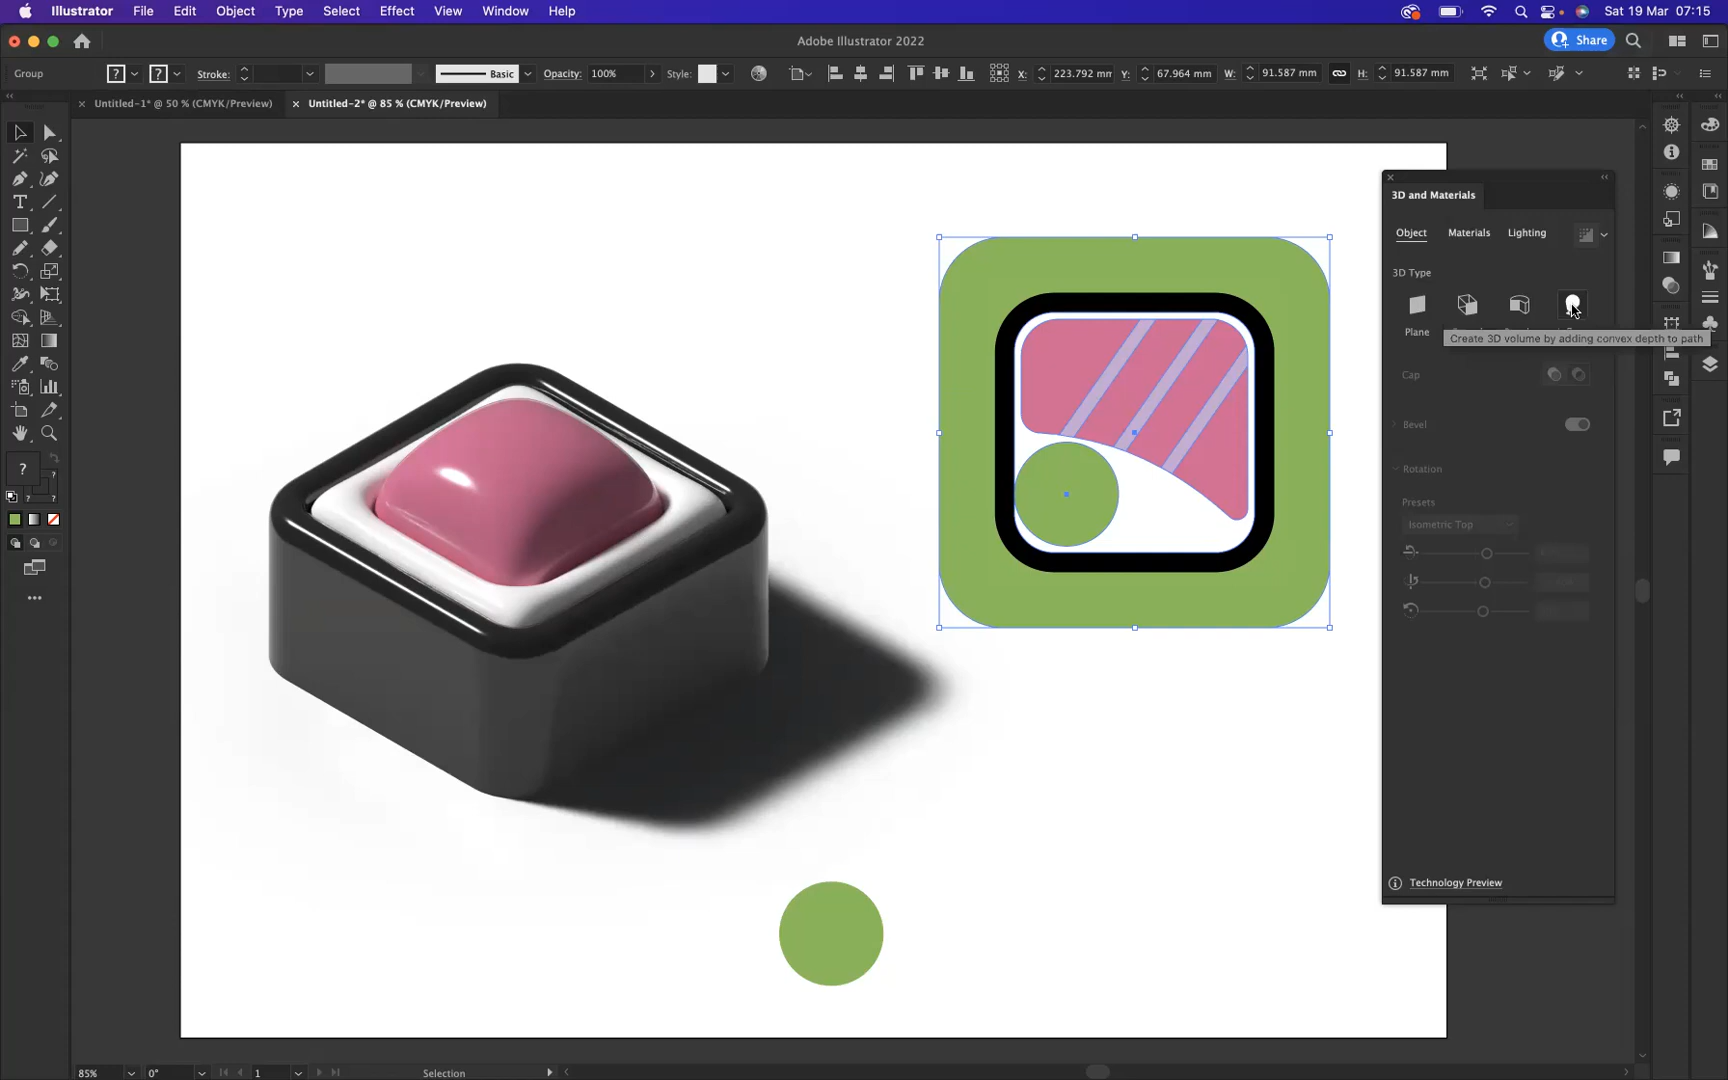 Illustrator File Edit Object Type Select Effect View Window Help Sat 19 Mar 07:15
Adobe Illustrator 2022 Share
Group ? ? Stroke: Basic Opacity: 100% Style: X: 223.792 mm Y: 67.964 mm W: 91.587 mm H: 91.587 mm
Untitled-1* @ 50 % (CMYK/Preview) Untitled-2* @ 85 % (CMYK/Preview)
3D and Materials
Object Materials Lighting
3D Type
Plane
Create 3D volume by adding convex depth to path
Cap
Bevel
Rotation
Presets
Isometric Top
?
? ?
Technology Preview
85% 0° 1 Selection